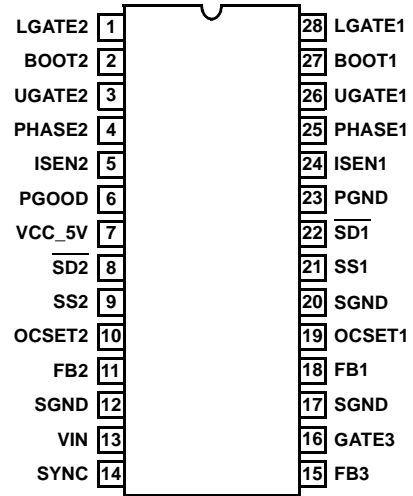 LGATE2 1 28 LGATE1
BOOT2 2 27 BOOT1
UGATE2 3 26 UGATE1
PHASE2 4 25 PHASE1
ISEN2 5 24 ISEN1
PGOOD 6 23 PGND
VCC_5V 7 22 S̅D̅1̅
S̅D̅2̅ 8 21 SS1
SS2 9 20 SGND
OCSET2 10 19 OCSET1
FB2 11 18 FB1
SGND 12 17 SGND
VIN 13 16 GATE3
SYNC 14 15 FB3